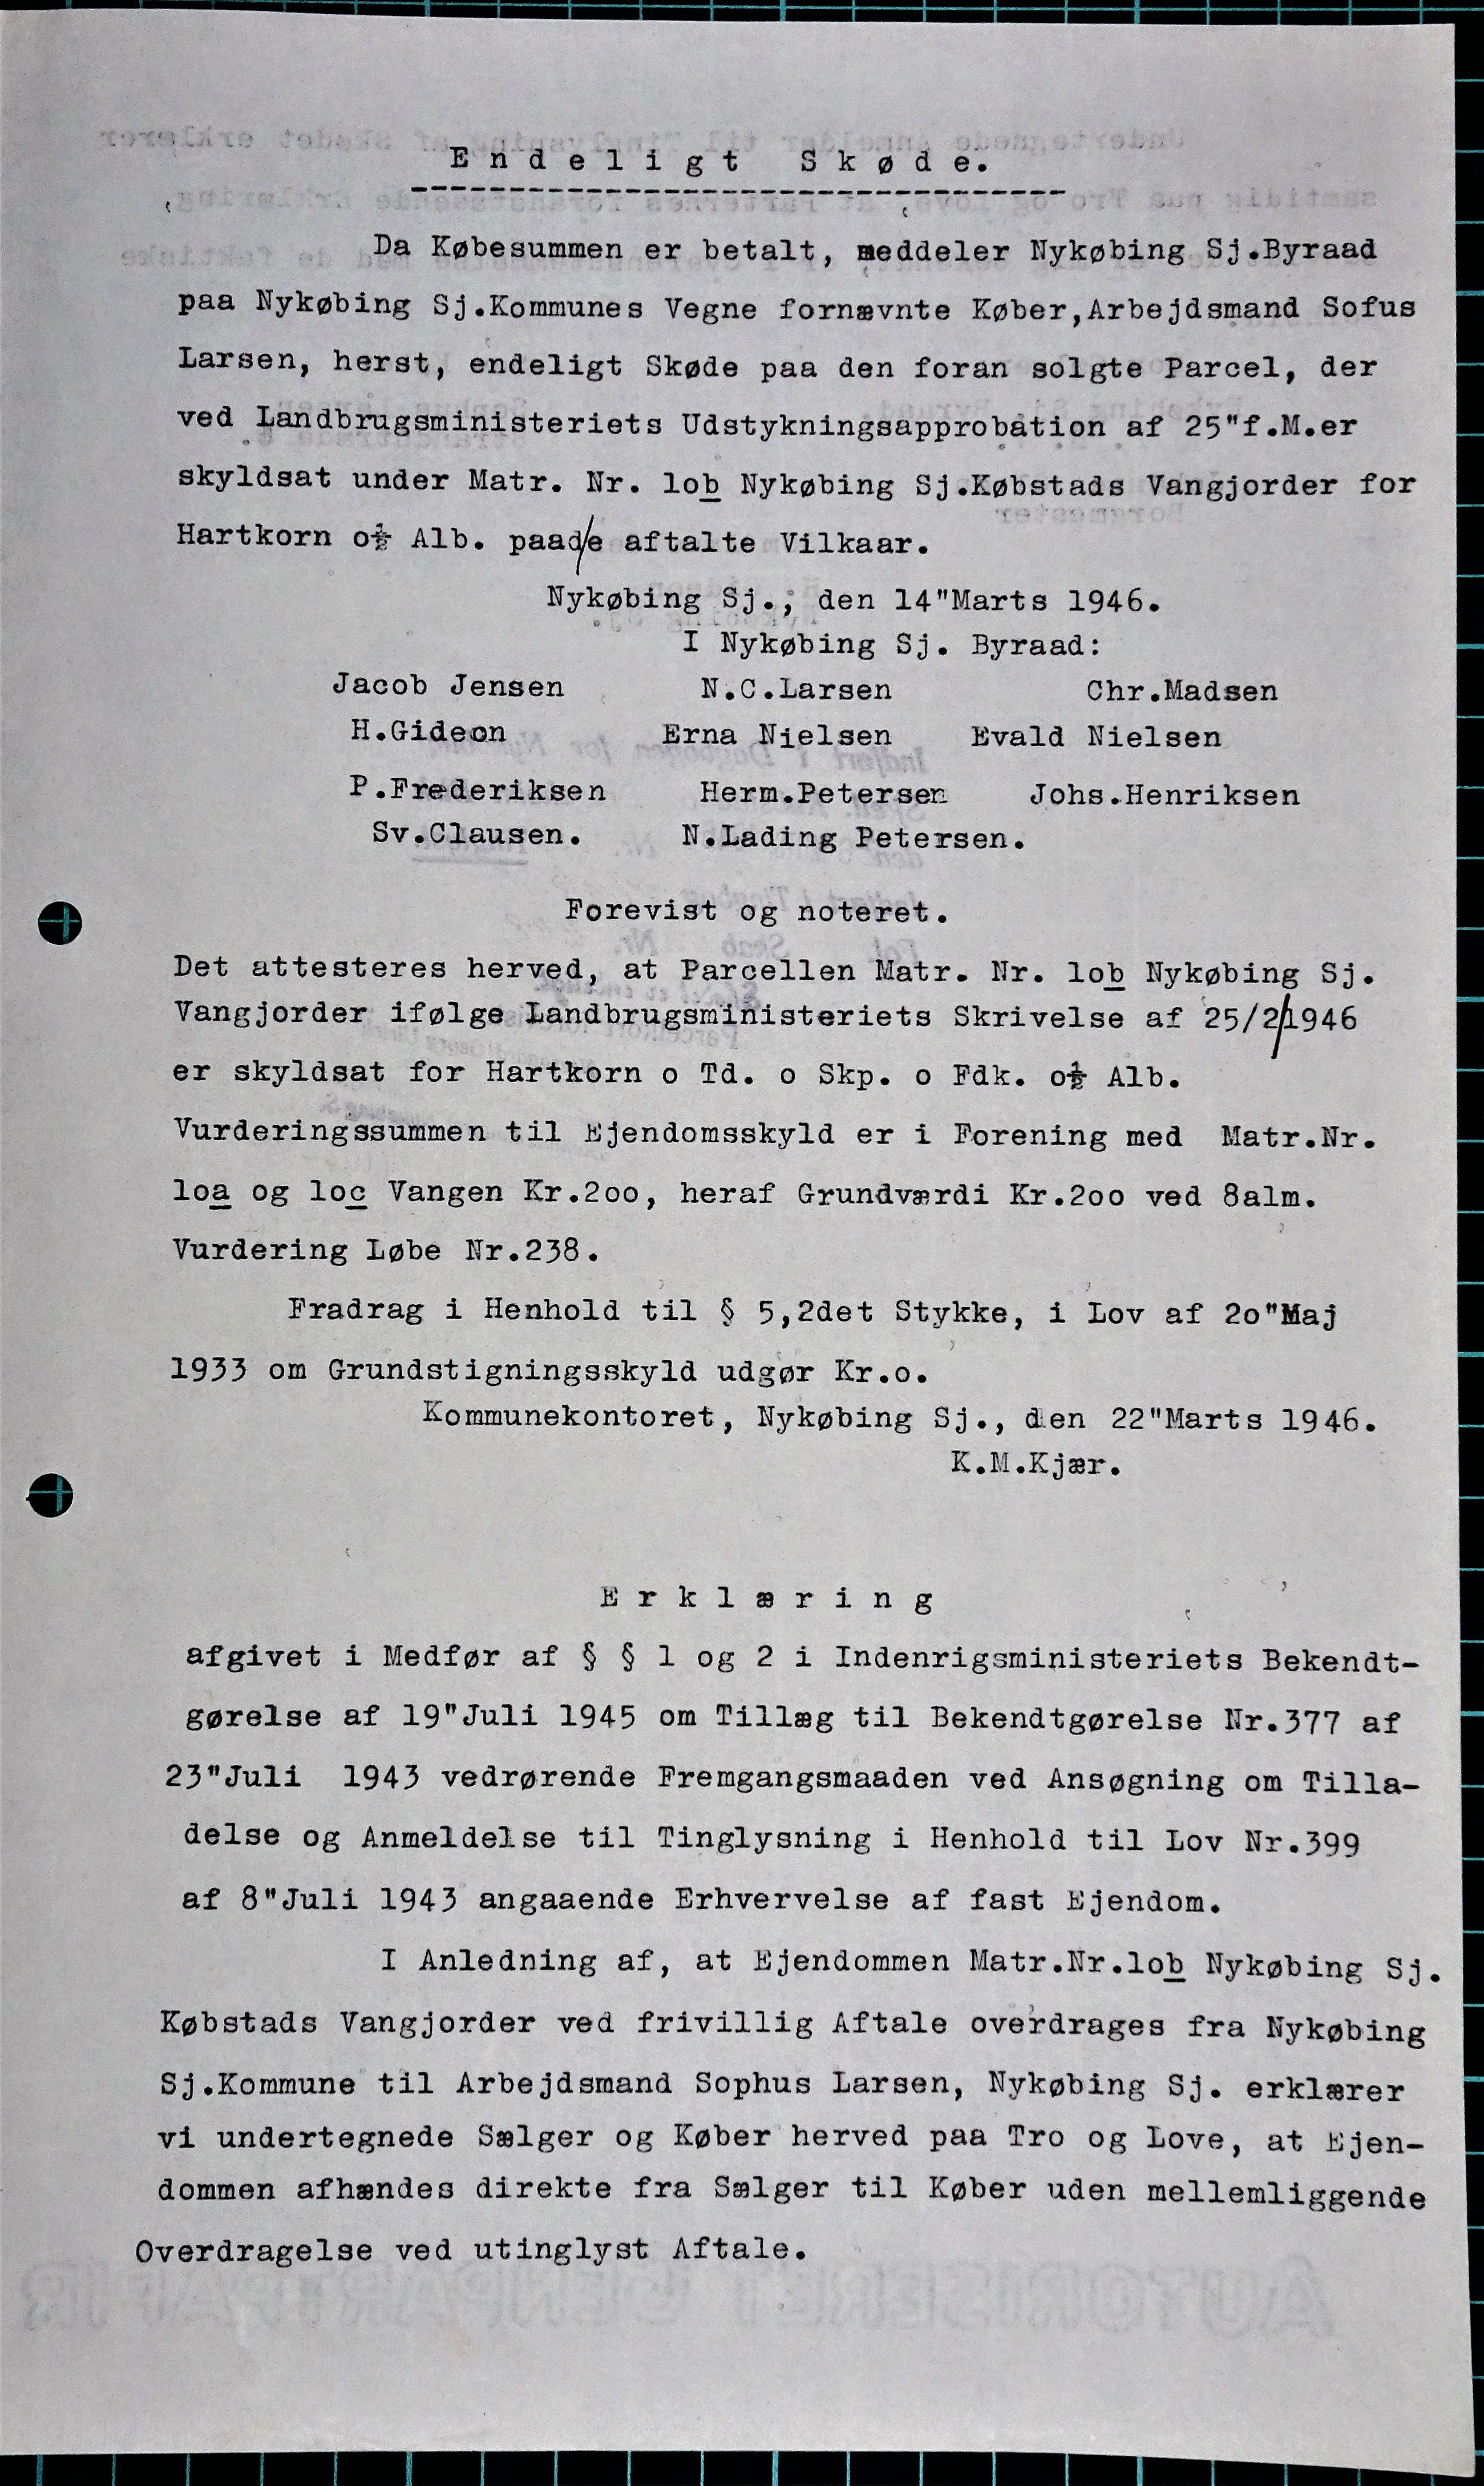 Endeligt Skøde.
Da Købesummen er betalt, meddeler Nykøbing Sj.Byraad
paa Nykøbing Sj.Kommunes Vegne fornævnte Køber,Arbejdsmand Sofus
Larsen, herst, endeligt Skøde paa den foran solgte Parcel, der
ved Landbrugsministeriets Udstykningsapprobation af 25"f.M.er
skyldsat under Matr. Nr. lob Nykøbing Sj.Købstads Vangjorder for
Hartkorn o½ Alb. paa/de aftalte Vilkaar.
Nykøbing Sj., den 14"Marts 1946.
I Nykøbing Sj. Byraad:
Jacob Jensen N.C.Larsen Chr.Madsen
H.Gideon Erna Nielsen Evald Nielsen
P.Frederiksen Herm.Petersen Johs.Henriksen
Sv.Clausen. N.Lading Petersen.
Forevist og noteret.
Det attesteres herved, at Parcellen Matr. Nr. lob Nykøbing Sj.
Vangjorder ifølge Landbrugsministeriets Skrivelse af 25/2/1946
er skyldsat for Hartkorn o Td. o Skp. o Fdk. o½ Alb.
Vurderingssummen til Ejendomsskyld er i Forening med Matr.Nr.
loa og loc Vangen Kr.2oo, heraf Grundværdi Kr.2oo ved 8alm.
Vurdering Løbe Nr.238.
Fradrag i Henhold til § 5,2det Stykke, i Lov af 2o"Maj
1933 om Grundstigningsskyld udgør Kr.o.
Kommunekontoret, Nykøbing Sj., den 22"Marts 1946.
K.M.Kjær.
Erklæring
afgivet i Medfør af § § 1 og 2 i Indenrigsministeriets Bekendt-
gørelse af 19"Juli 1945 om Tillæg til Bekendtgørelse Nr.377 af
23"Juli 1943 vedrørende Fremgangsmaaden ved Ansøgning om Tilla-
delse og Anmeldelse til Tinglysning i Henhold til Lov Nr.399
af 8"Juli 1943 angaaende Erhvervelse af fast Ejendom.
I Anledning af, at Ejendommen Matr.Nr.lob Nykøbing Sj.
Købstads Vangjorder ved frivillig Aftale overdrages fra Nykøbing
Sj.Kommune til Arbejdsmand Sophus Larsen, Nykøbing Sj. erklærer
vi undertegnede Sælger og Køber herved paa Tro og Love, at Ejen-
dommen afhændes direkte fra Sælger til Køber uden mellemliggende
Overdragelse ved utinglyst Aftale.